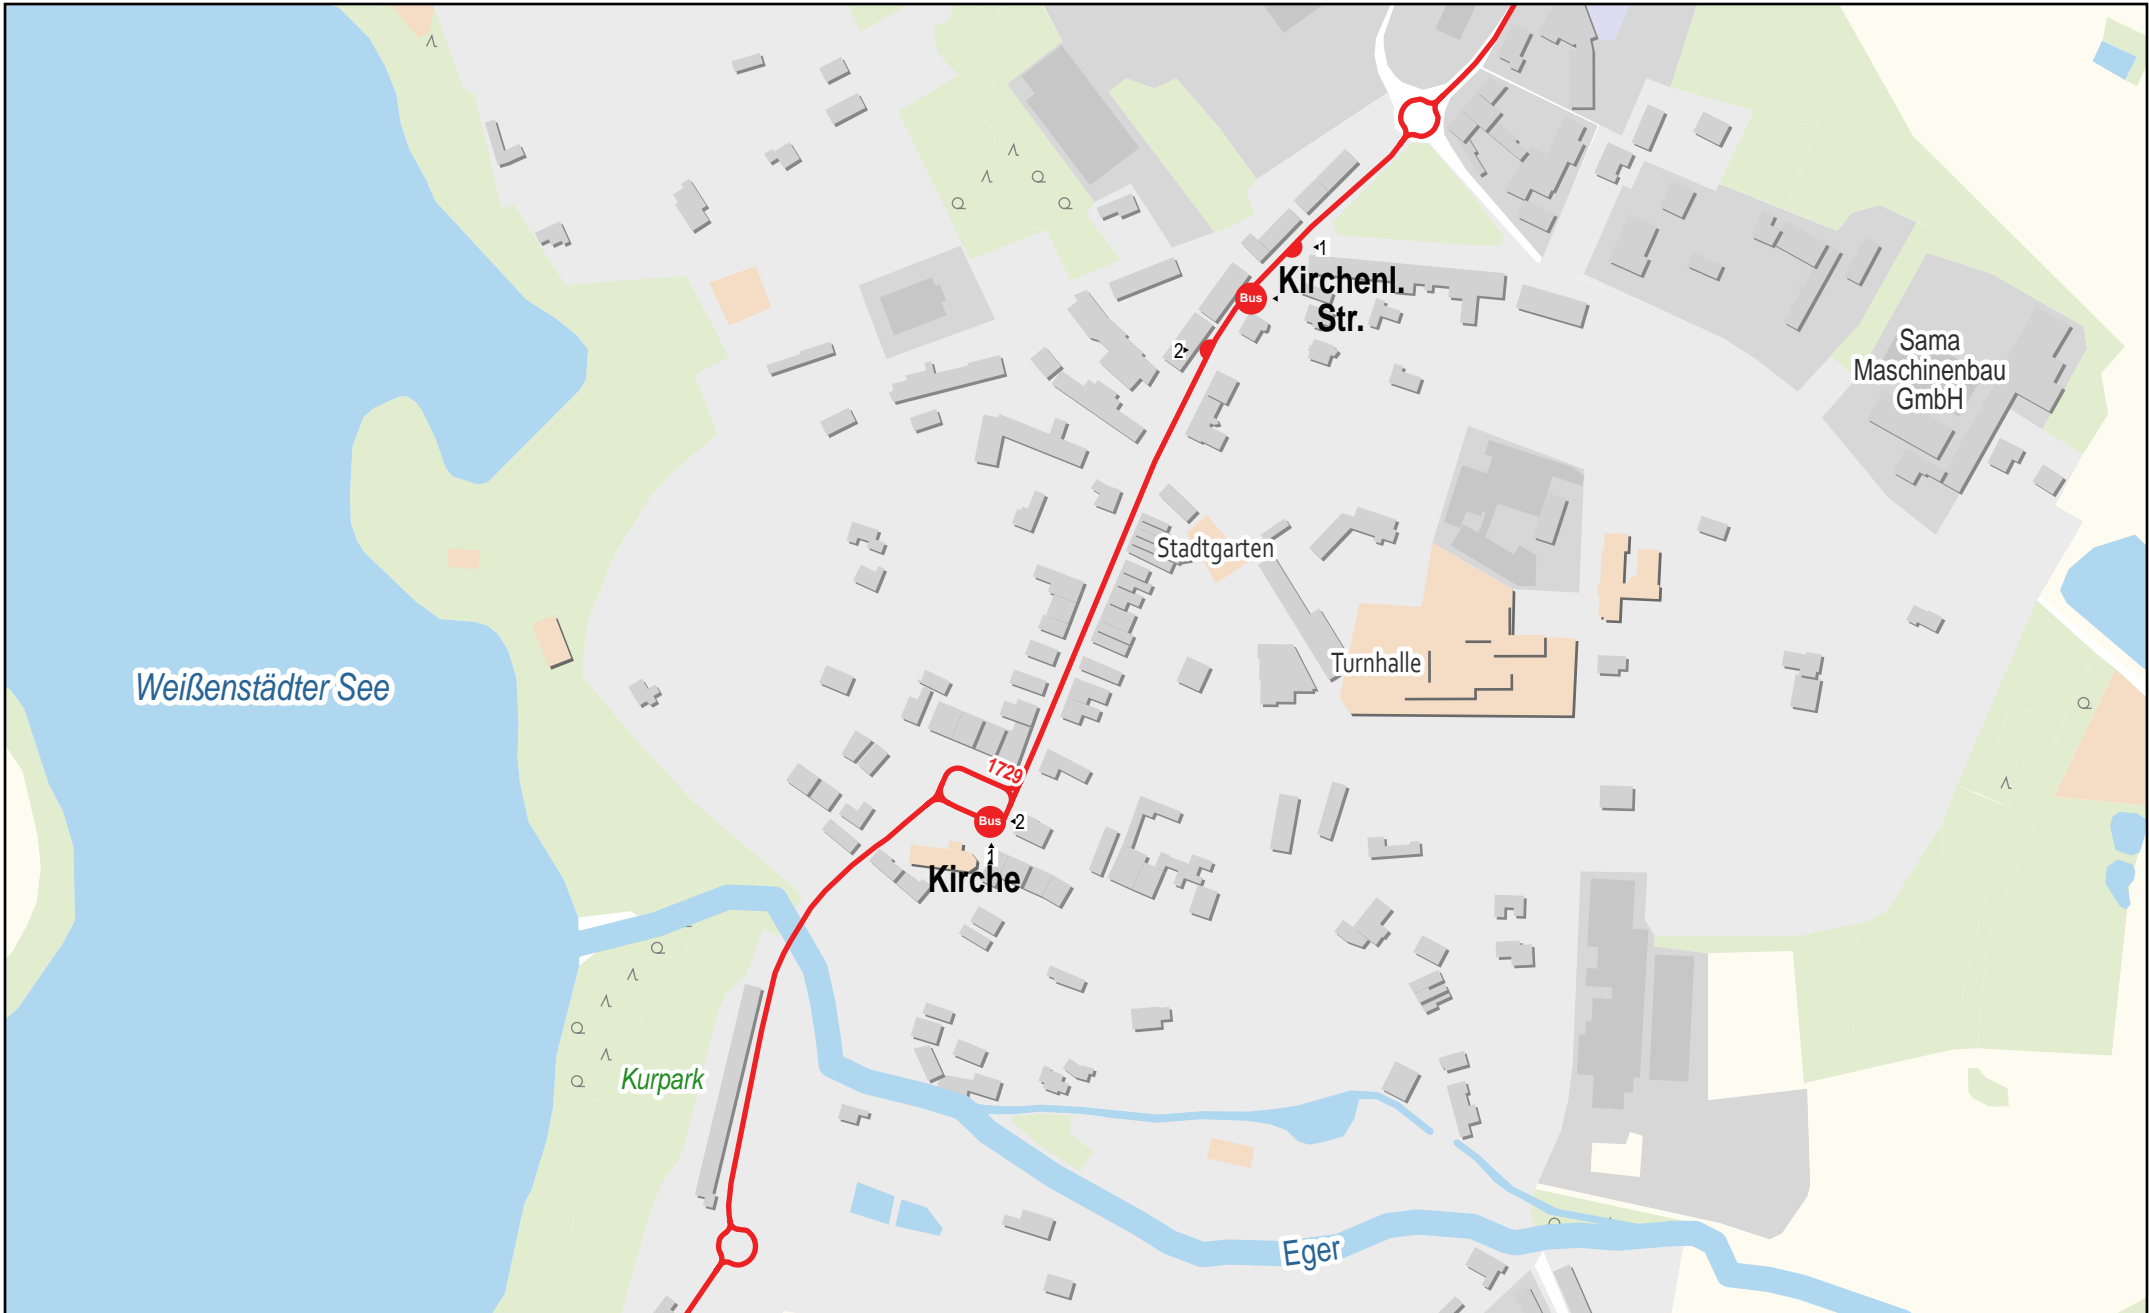 1
Bus
Kirchenl.
Str.
2
Sama
Maschinenbau
GmbH
Stadtgarten
Turnhalle
Weißenstädter See
1729
Bus
2
1
Kirche
Kurpark
Eger